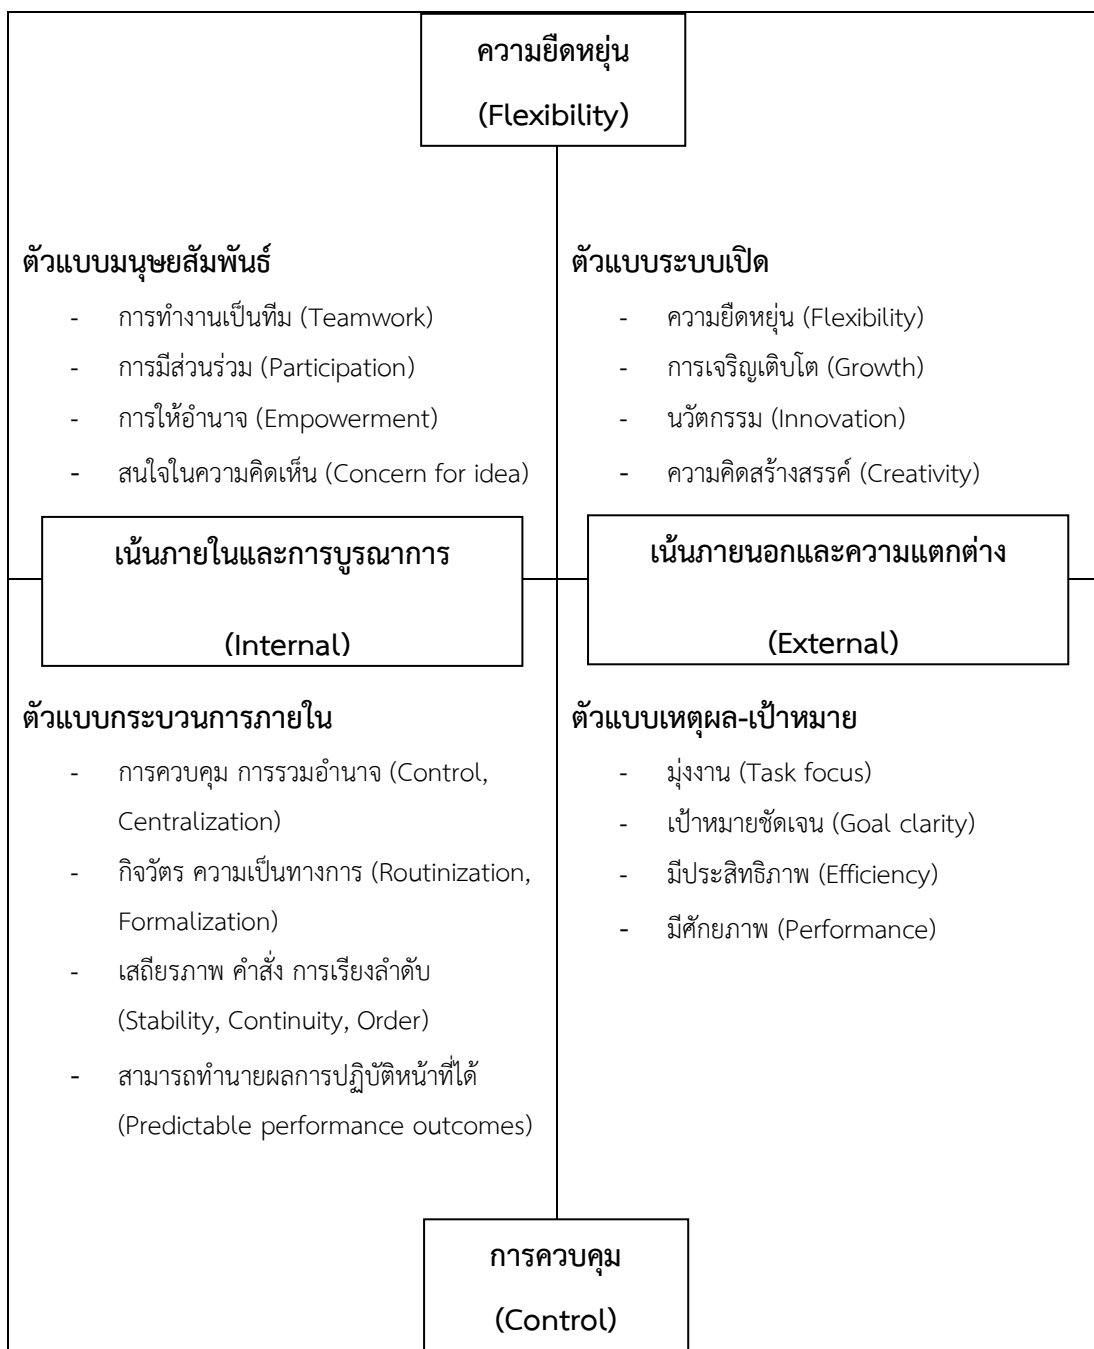 ความยืดหยุ่น
(Flexibility)
ตัวแบบมนุษยสัมพันธ์
- การทำงานเป็นทีม (Teamwork)
- การมีส่วนร่วม (Participation)
- การให้อำนาจ (Empowerment)
- สนใจในความคิดเห็น (Concern for idea)
ตัวแบบระบบเปิด
- ความยืดหยุ่น (Flexibility)
- การเจริญเติบโต (Growth)
- นวัตกรรม (Innovation)
- ความคิดสร้างสรรค์ (Creativity)
เน้นภายในและการบูรณาการ
(Internal)
เน้นภายนอกและความแตกต่าง
(External)
ตัวแบบกระบวนการภายใน
- การควบคุม การรวมอำนาจ (Control,
Centralization)
- กิจวัตร ความเป็นทางการ (Routinization,
Formalization)
- เสถียรภาพ คำสั่ง การเรียงลำดับ
(Stability, Continuity, Order)
- สามารถทำนายผลการปฏิบัติหน้าที่ได้
(Predictable performance outcomes)
ตัวแบบเหตุผล-เป้าหมาย
- มุ่งงาน (Task focus)
- เป้าหมายชัดเจน (Goal clarity)
- มีประสิทธิภาพ (Efficiency)
- มีศักยภาพ (Performance)
การควบคุม
(Control)